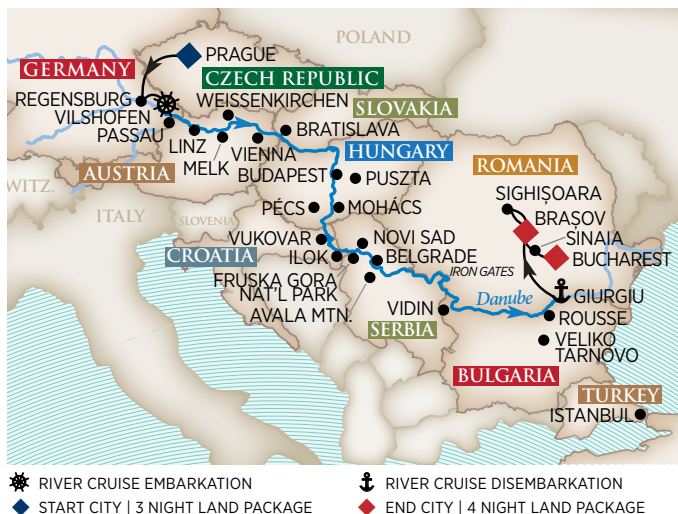 POLAND
PRAGUE
GERMANY
CZECH REPUBLIC
REGENSBURG
WEISSENKIRCHEN
VILSHOFEN
SLOVAKIA
PASSAU
BRATISLAVA
LINZ
VIENNA
HUNGARY
MELK
ROMANIA
AUSTRIA
BUDAPEST
PUSZTA
WITZ.
SIGHIȘOARA
ITALY
PÉCS
MOHÁCS
BRAȘOV
SLOVENIA
VUKOVAR
NOVI SAD
SINAIA
CROATIA
ILOK
BELGRADE
BUCHAREST
IRON GATES
FRUSKA GORA
NAT'L PARK
GIURGIU
Danube
AVALA MTN.
VIDIN
ROUSSE
SERBIA
VELIKO
TARNOVO
BULGARIA
TURKEY
ISTANBUL
RIVER CRUISE EMBARKATION
RIVER CRUISE DISEMBARKATION
START CITY | 3 NIGHT LAND PACKAGE
END CITY | 4 NIGHT LAND PACKAGE